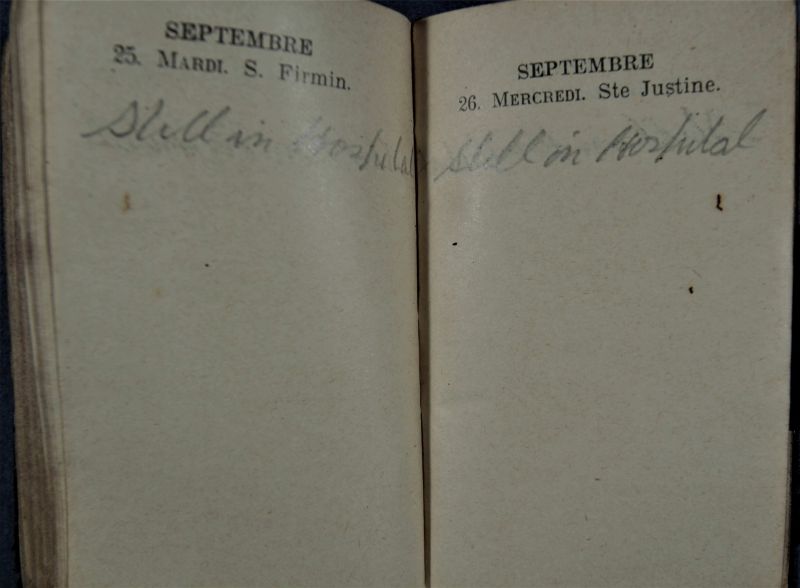 SEPTEMBRE
25. MARDI. S. Firmin.
Still in Hospital
SEPTEMBRE
26. MERCREDI. Ste Justine.
Still in Hospital